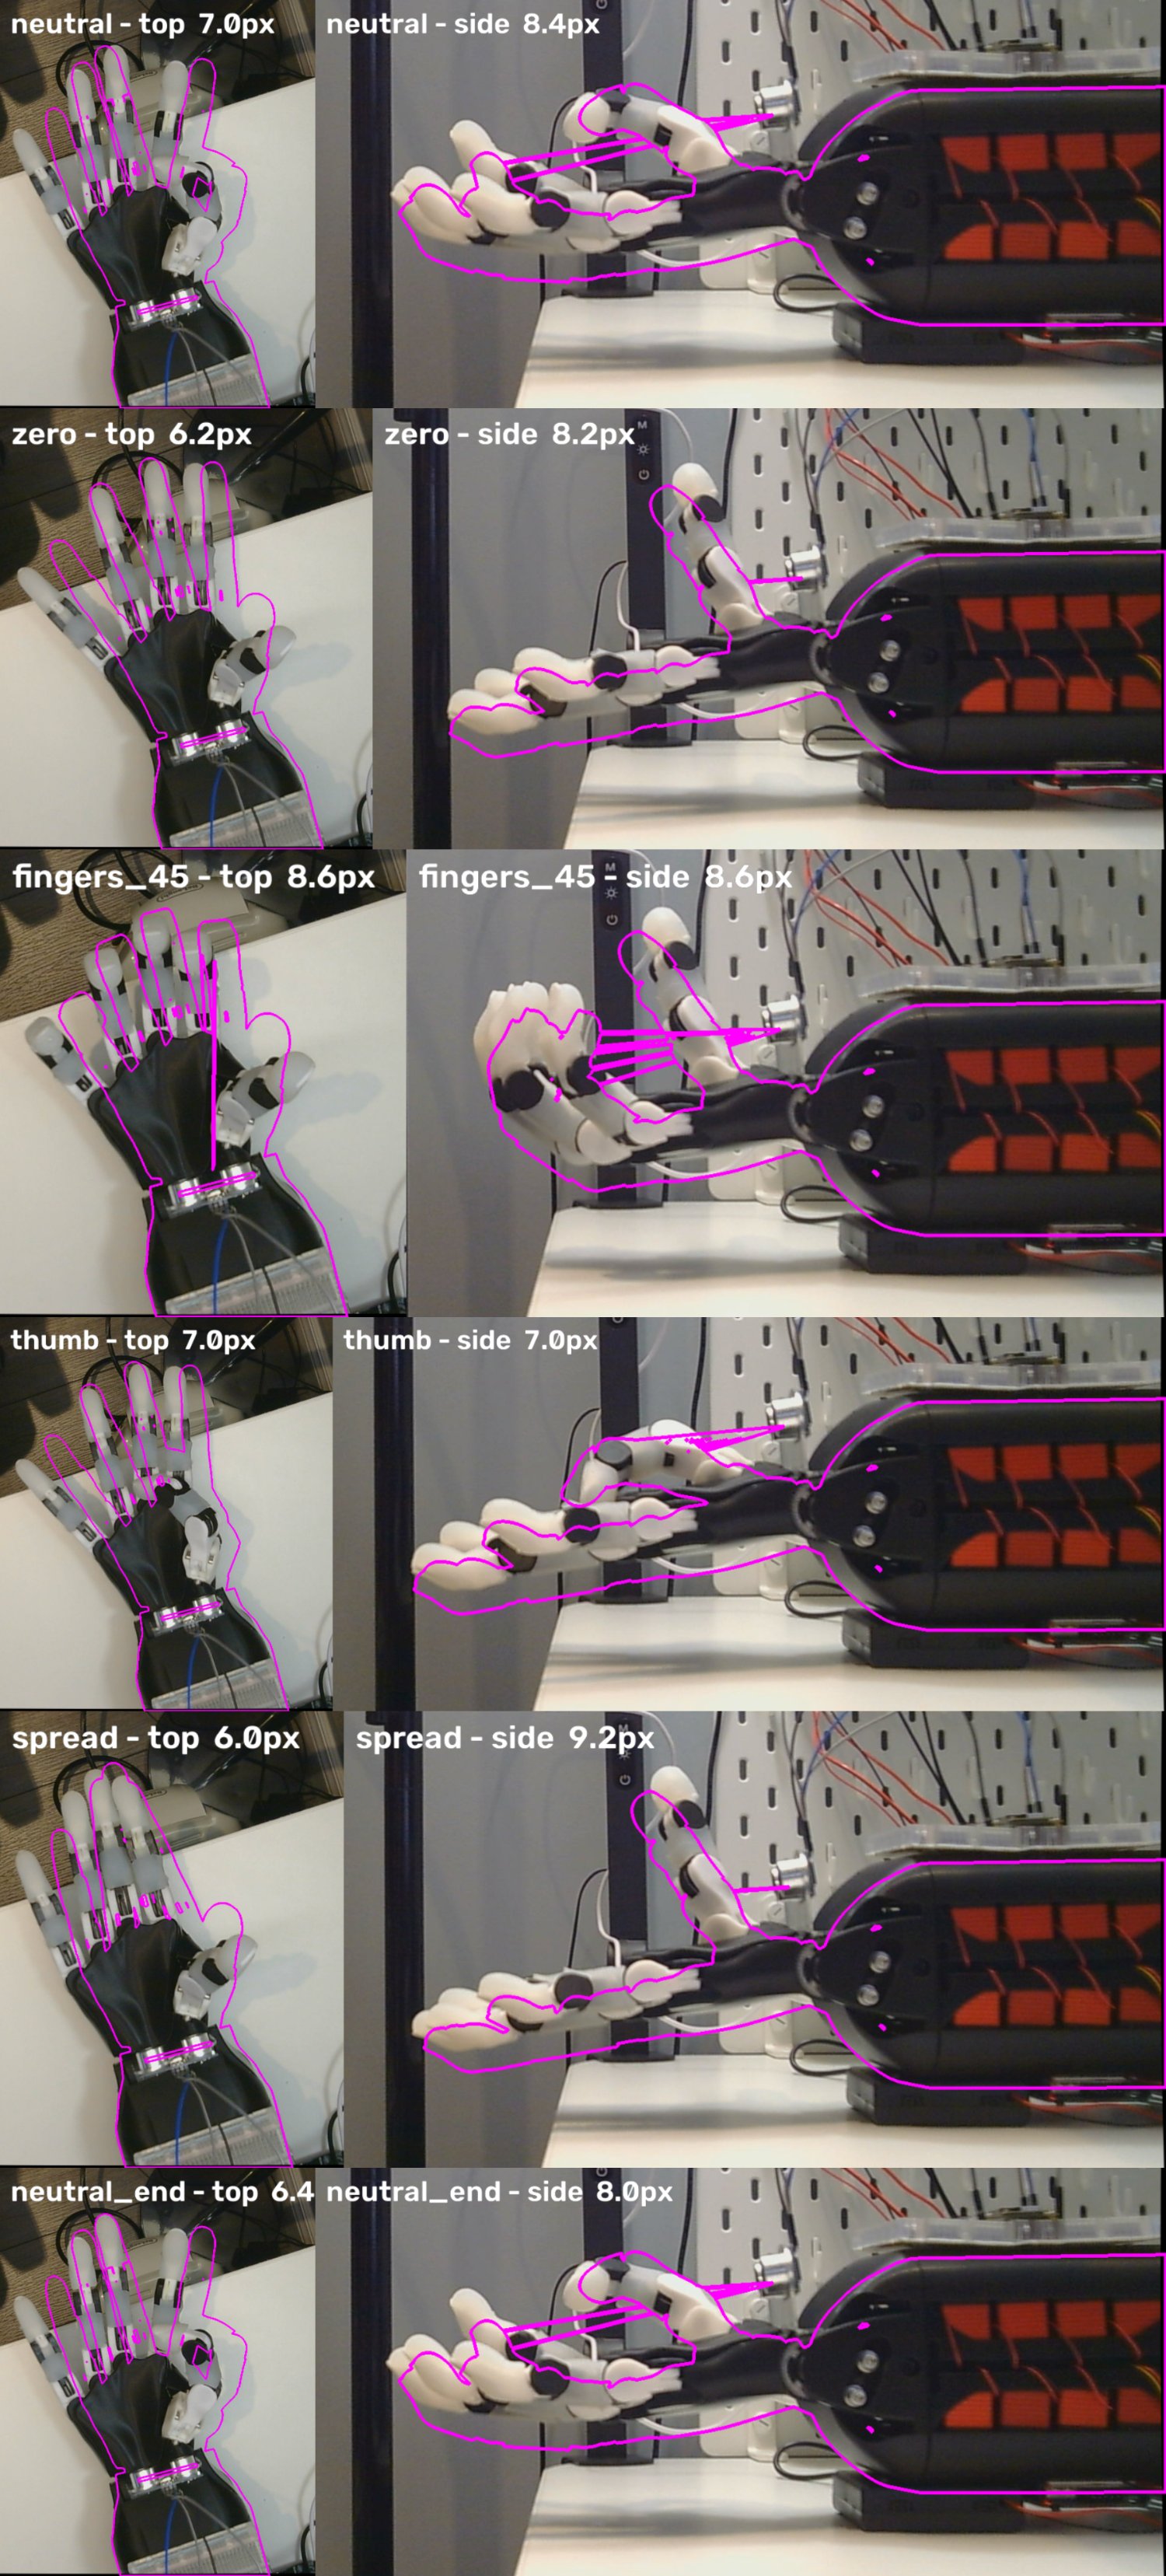 neutral - top 7.0px
neutral - side 8.4px
zero - top 6.2px
zero - side 8.2px
M
fingers_45 - top 8.6px
fingers_45 - side 8.6px
M
thumb - top 7.0px
thumb - side 7.0px
spread - top 6.0px
spread - side 9.2px
neutral_end - top 6.4
neutral_end - side 8.0px